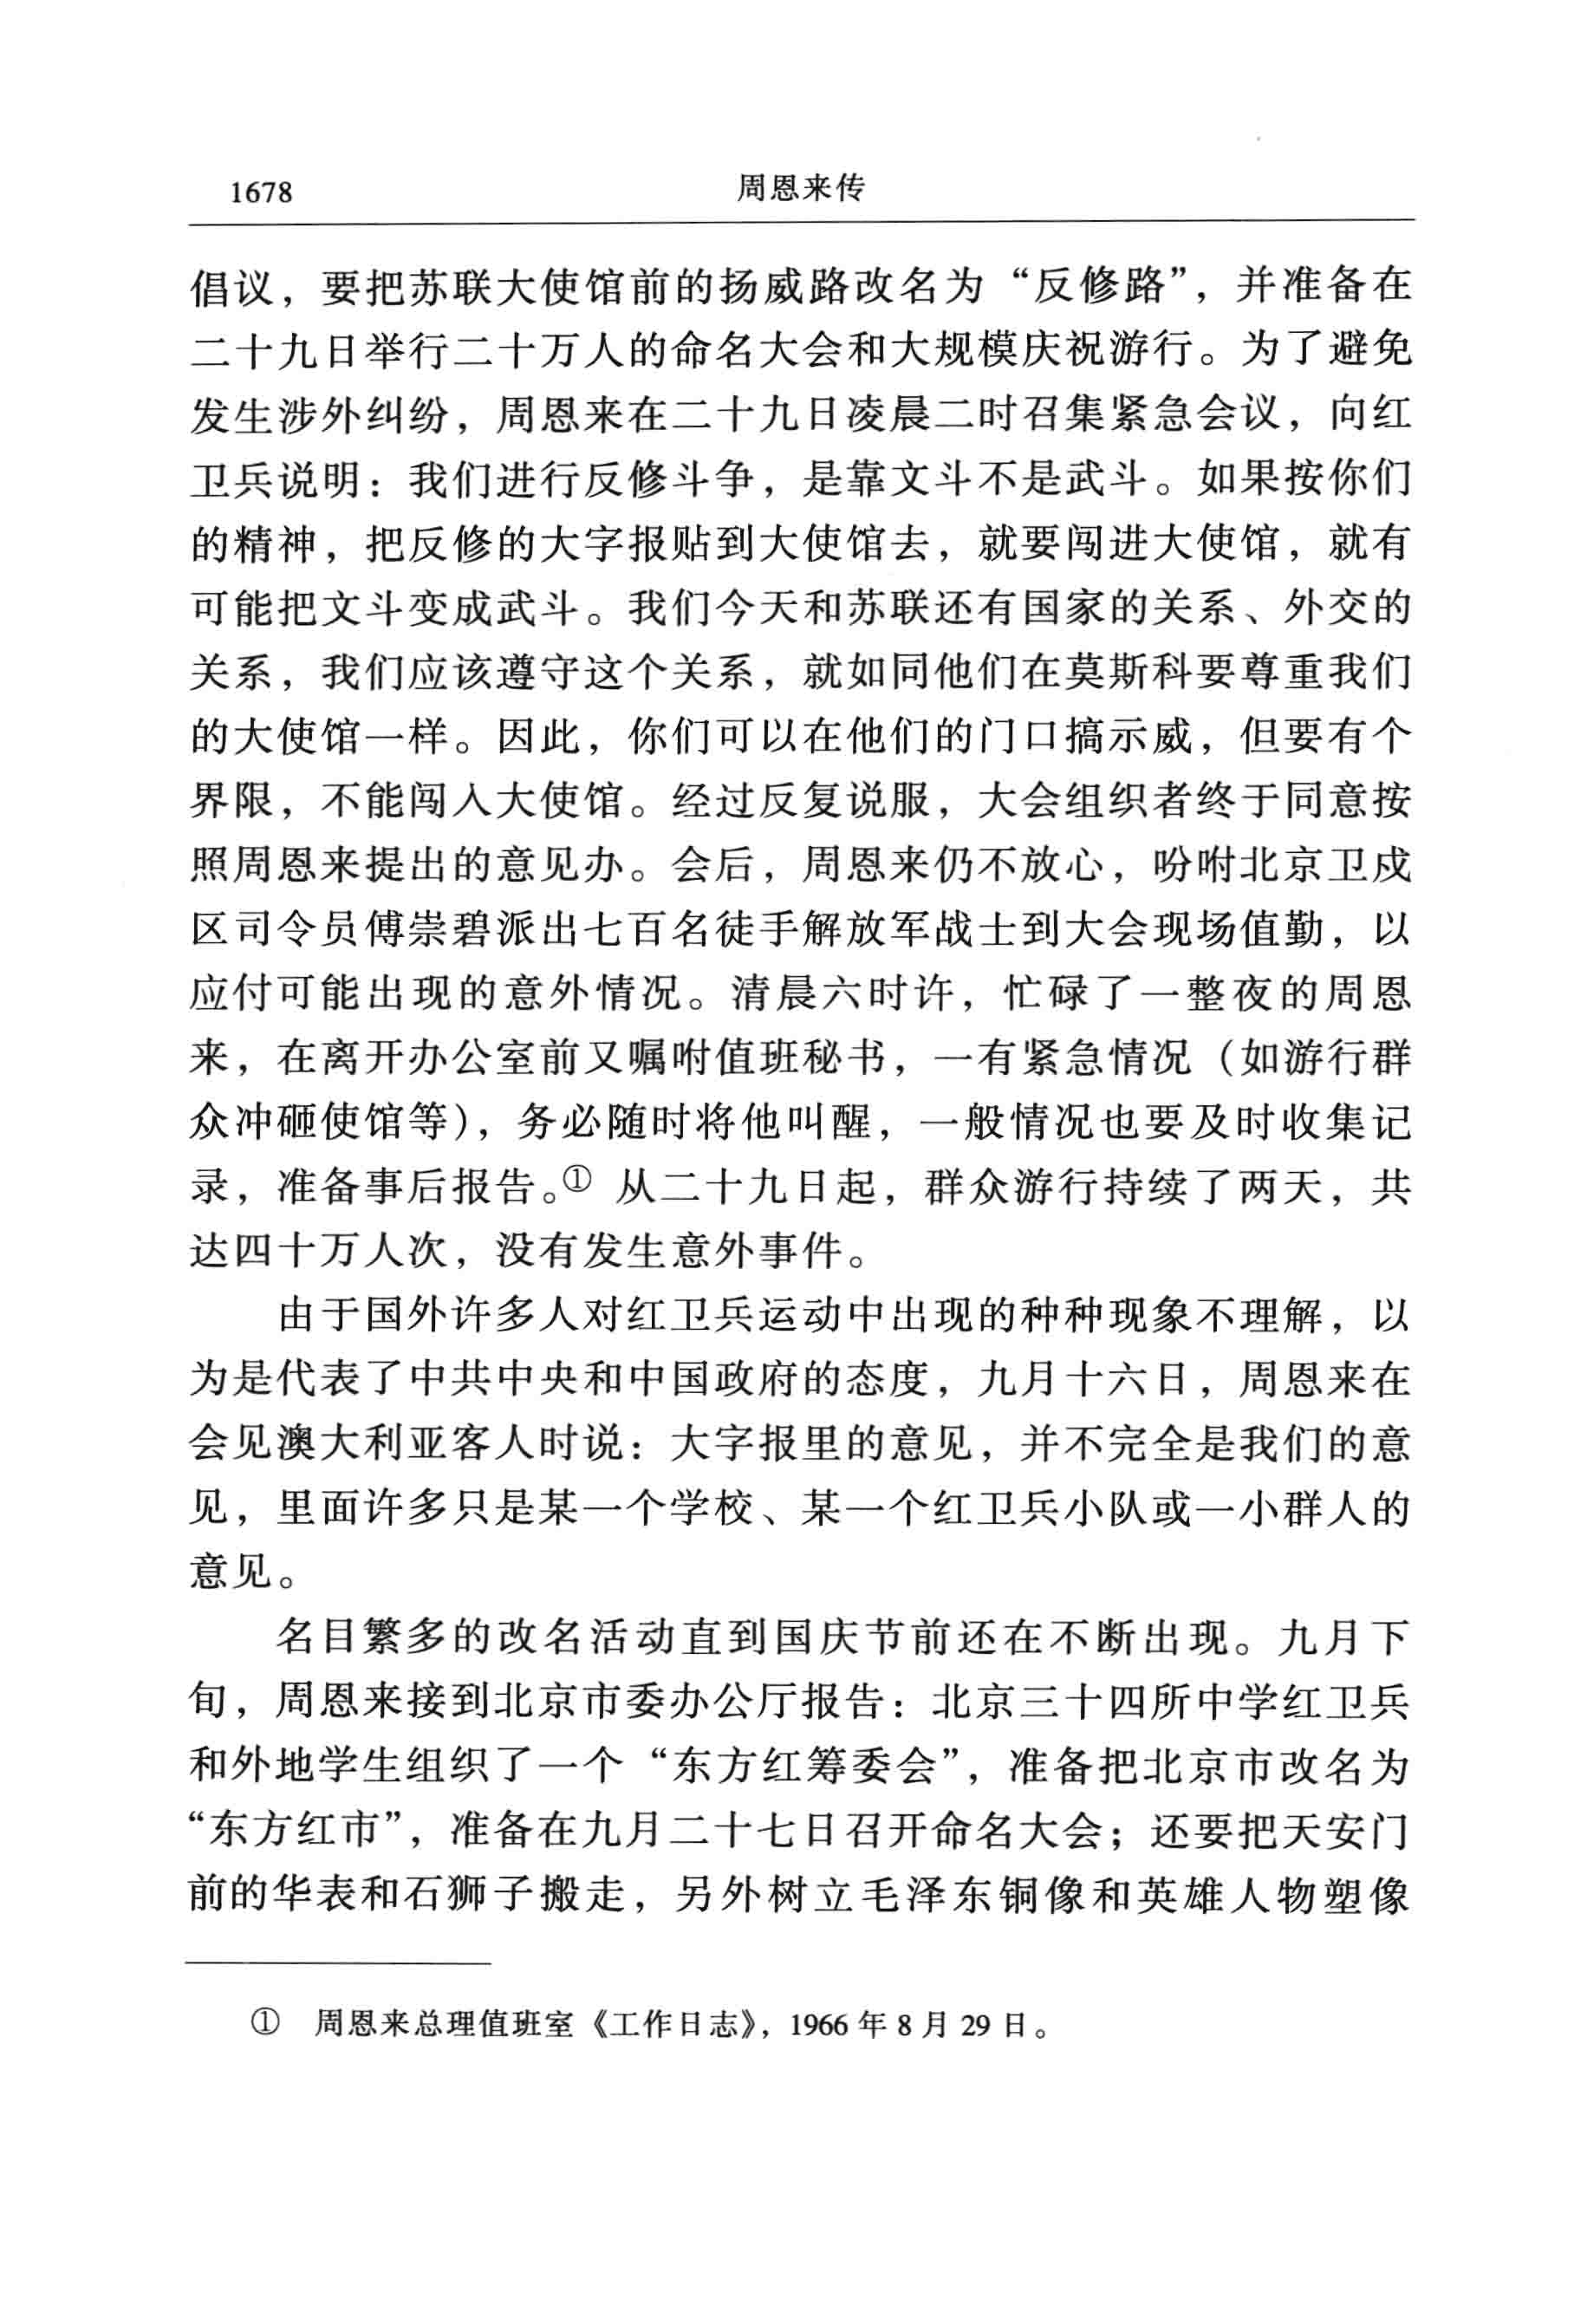 1678
周恩来传
倡议，要把苏联大使馆前的扬威路改名为“反修路”，并准备在
二十九日举行二十万人的命名大会和大规模庆祝游行。为了避免
发生涉外纠纷，周恩来在二十九日凌晨二时召集紧急会议，向红
卫兵说明：我们进行反修斗争，是靠文斗不是武斗。如果按你们
的精神，把反修的大字报贴到大使馆去，就要闯进大使馆，就有
可能把文斗变成武斗。我们今天和苏联还有国家的关系、外交的
关系，我们应该遵守这个关系，就如同他们在莫斯科要尊重我们
的大使馆一样。因此，你们可以在他们的门口搞示威，但要有个
界限，不能闯入大使馆。经过反复说服，大会组织者终于同意按
照周恩来提出的意见办。会后，周恩来仍不放心，吩咐北京卫戍
区司令员傅崇碧派出七百名徒手解放军战士到大会现场值勤，以
应付可能出现的意外情况。清晨六时许，忙碌了一整夜的周恩
来，在离开办公室前又嘱咐值班秘书，一有紧急情况（如游行群
众冲砸使馆等），务必随时将他叫醒，一般情况也要及时收集记
录，准备事后报告。① 从二十九日起，群众游行持续了两天，共
达四十万人次，没有发生意外事件。
由于国外许多人对红卫兵运动中出现的种种现象不理解，以
为是代表了中共中央和中国政府的态度，九月十六日，周恩来在
会见澳大利亚客人时说：大字报里的意见，并不完全是我们的意
见，里面许多只是某一个学校、某一个红卫兵小队或一小群人的
意见。
名目繁多的改名活动直到国庆节前还在不断出现。九月下
旬，周恩来接到北京市委办公厅报告：北京三十四所中学红卫兵
和外地学生组织了一个“东方红筹委会”，准备把北京市改名为
“东方红市”，准备在九月二十七日召开命名大会；还要把天安门
前的华表和石狮子搬走，另外树立毛泽东铜像和英雄人物塑像
① 周恩来总理值班室《工作日志》，1966 年 8 月 29 日。